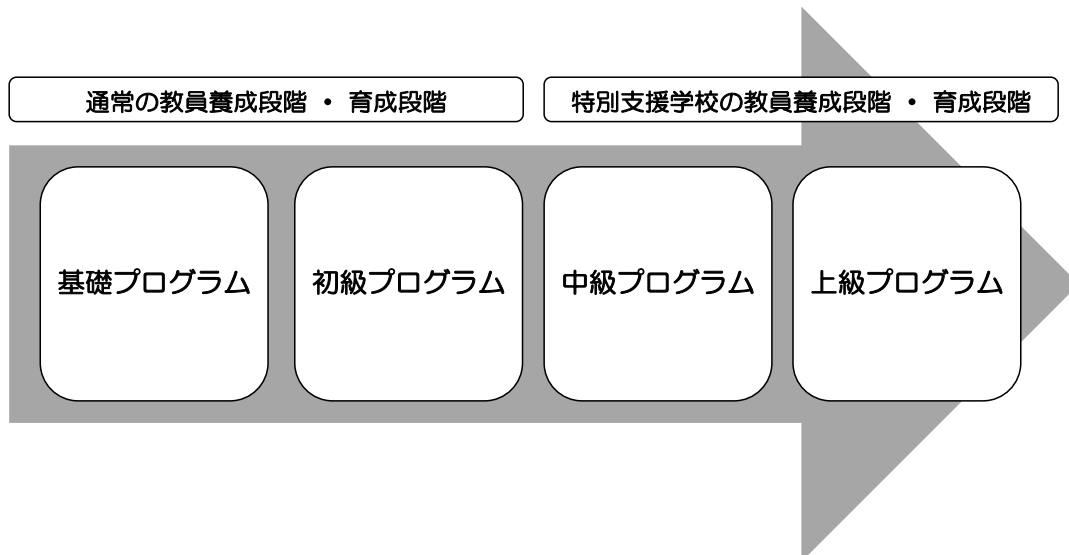 通常の教員養成段階 ・ 育成段階
特別支援学校の教員養成段階 ・ 育成段階
基礎プログラム
初級プログラム
中級プログラム
上級プログラム